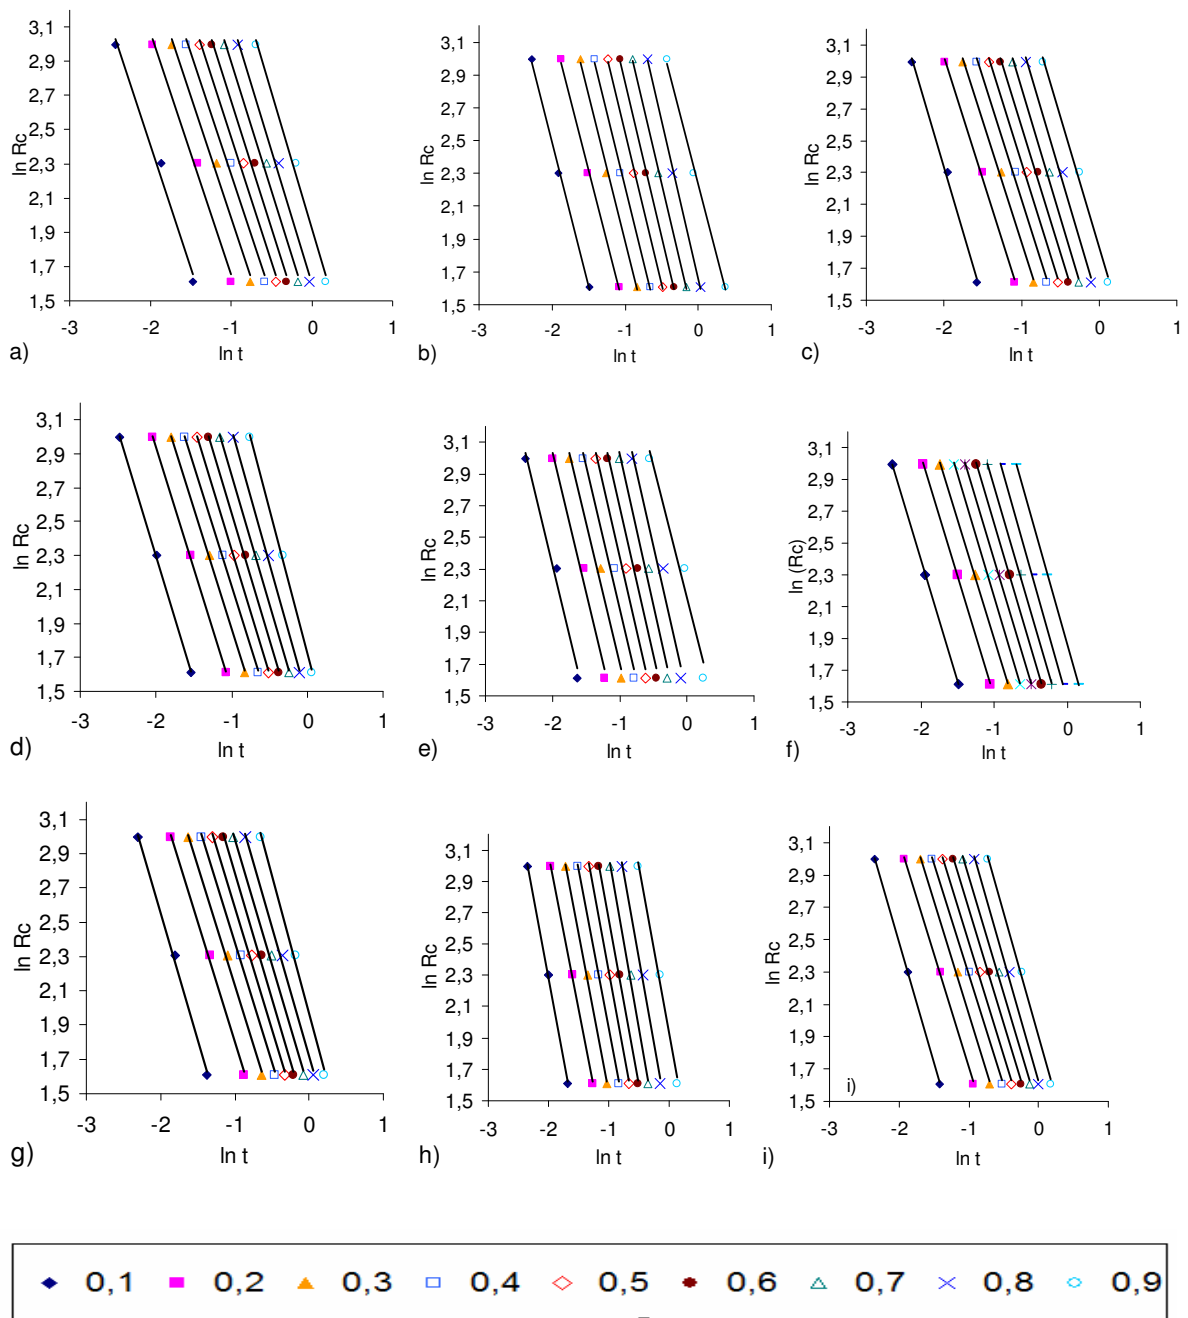 3,1
2,9
2,7
2,5
2,3
2,1
1,9
1,7
1,5
ln Rc
-3 -2 -1 0 1
ln t
a)
3,1
2,9
2,7
2,5
2,3
2,1
1,9
1,7
1,5
ln Rc
-3 -2 -1 0 1
ln t
b)
3,1
2,9
2,7
2,5
2,3
2,1
1,9
1,7
1,5
ln Rc
-3 -2 -1 0 1
ln t
c)
3,1
2,9
2,7
2,5
2,3
2,1
1,9
1,7
1,5
ln Rc
-3 -2 -1 0 1
ln t
d)
3,1
2,9
2,7
2,5
2,3
2,1
1,9
1,7
1,5
ln Rc
-3 -2 -1 0 1
ln t
e)
3,1
2,9
2,7
2,5
2,3
2,1
1,9
1,7
1,5
ln (Rc)
-3 -2 -1 0 1
ln t
f)
3,1
2,9
2,7
2,5
2,3
2,1
1,9
1,7
1,5
ln Rc
-3 -2 -1 0 1
ln t
g)
3,1
2,9
2,7
2,5
2,3
2,1
1,9
1,7
1,5
ln Rc
-3 -2 -1 0 1
ln t
h)
3,1
2,9
2,7
2,5
2,3
2,1
1,9
1,7
1,5
ln Rc
i)
-3 -2 -1 0 1
ln t
i)
0,1 0,2 0,3 0,4 0,5 0,6 0,7 0,8 0,9